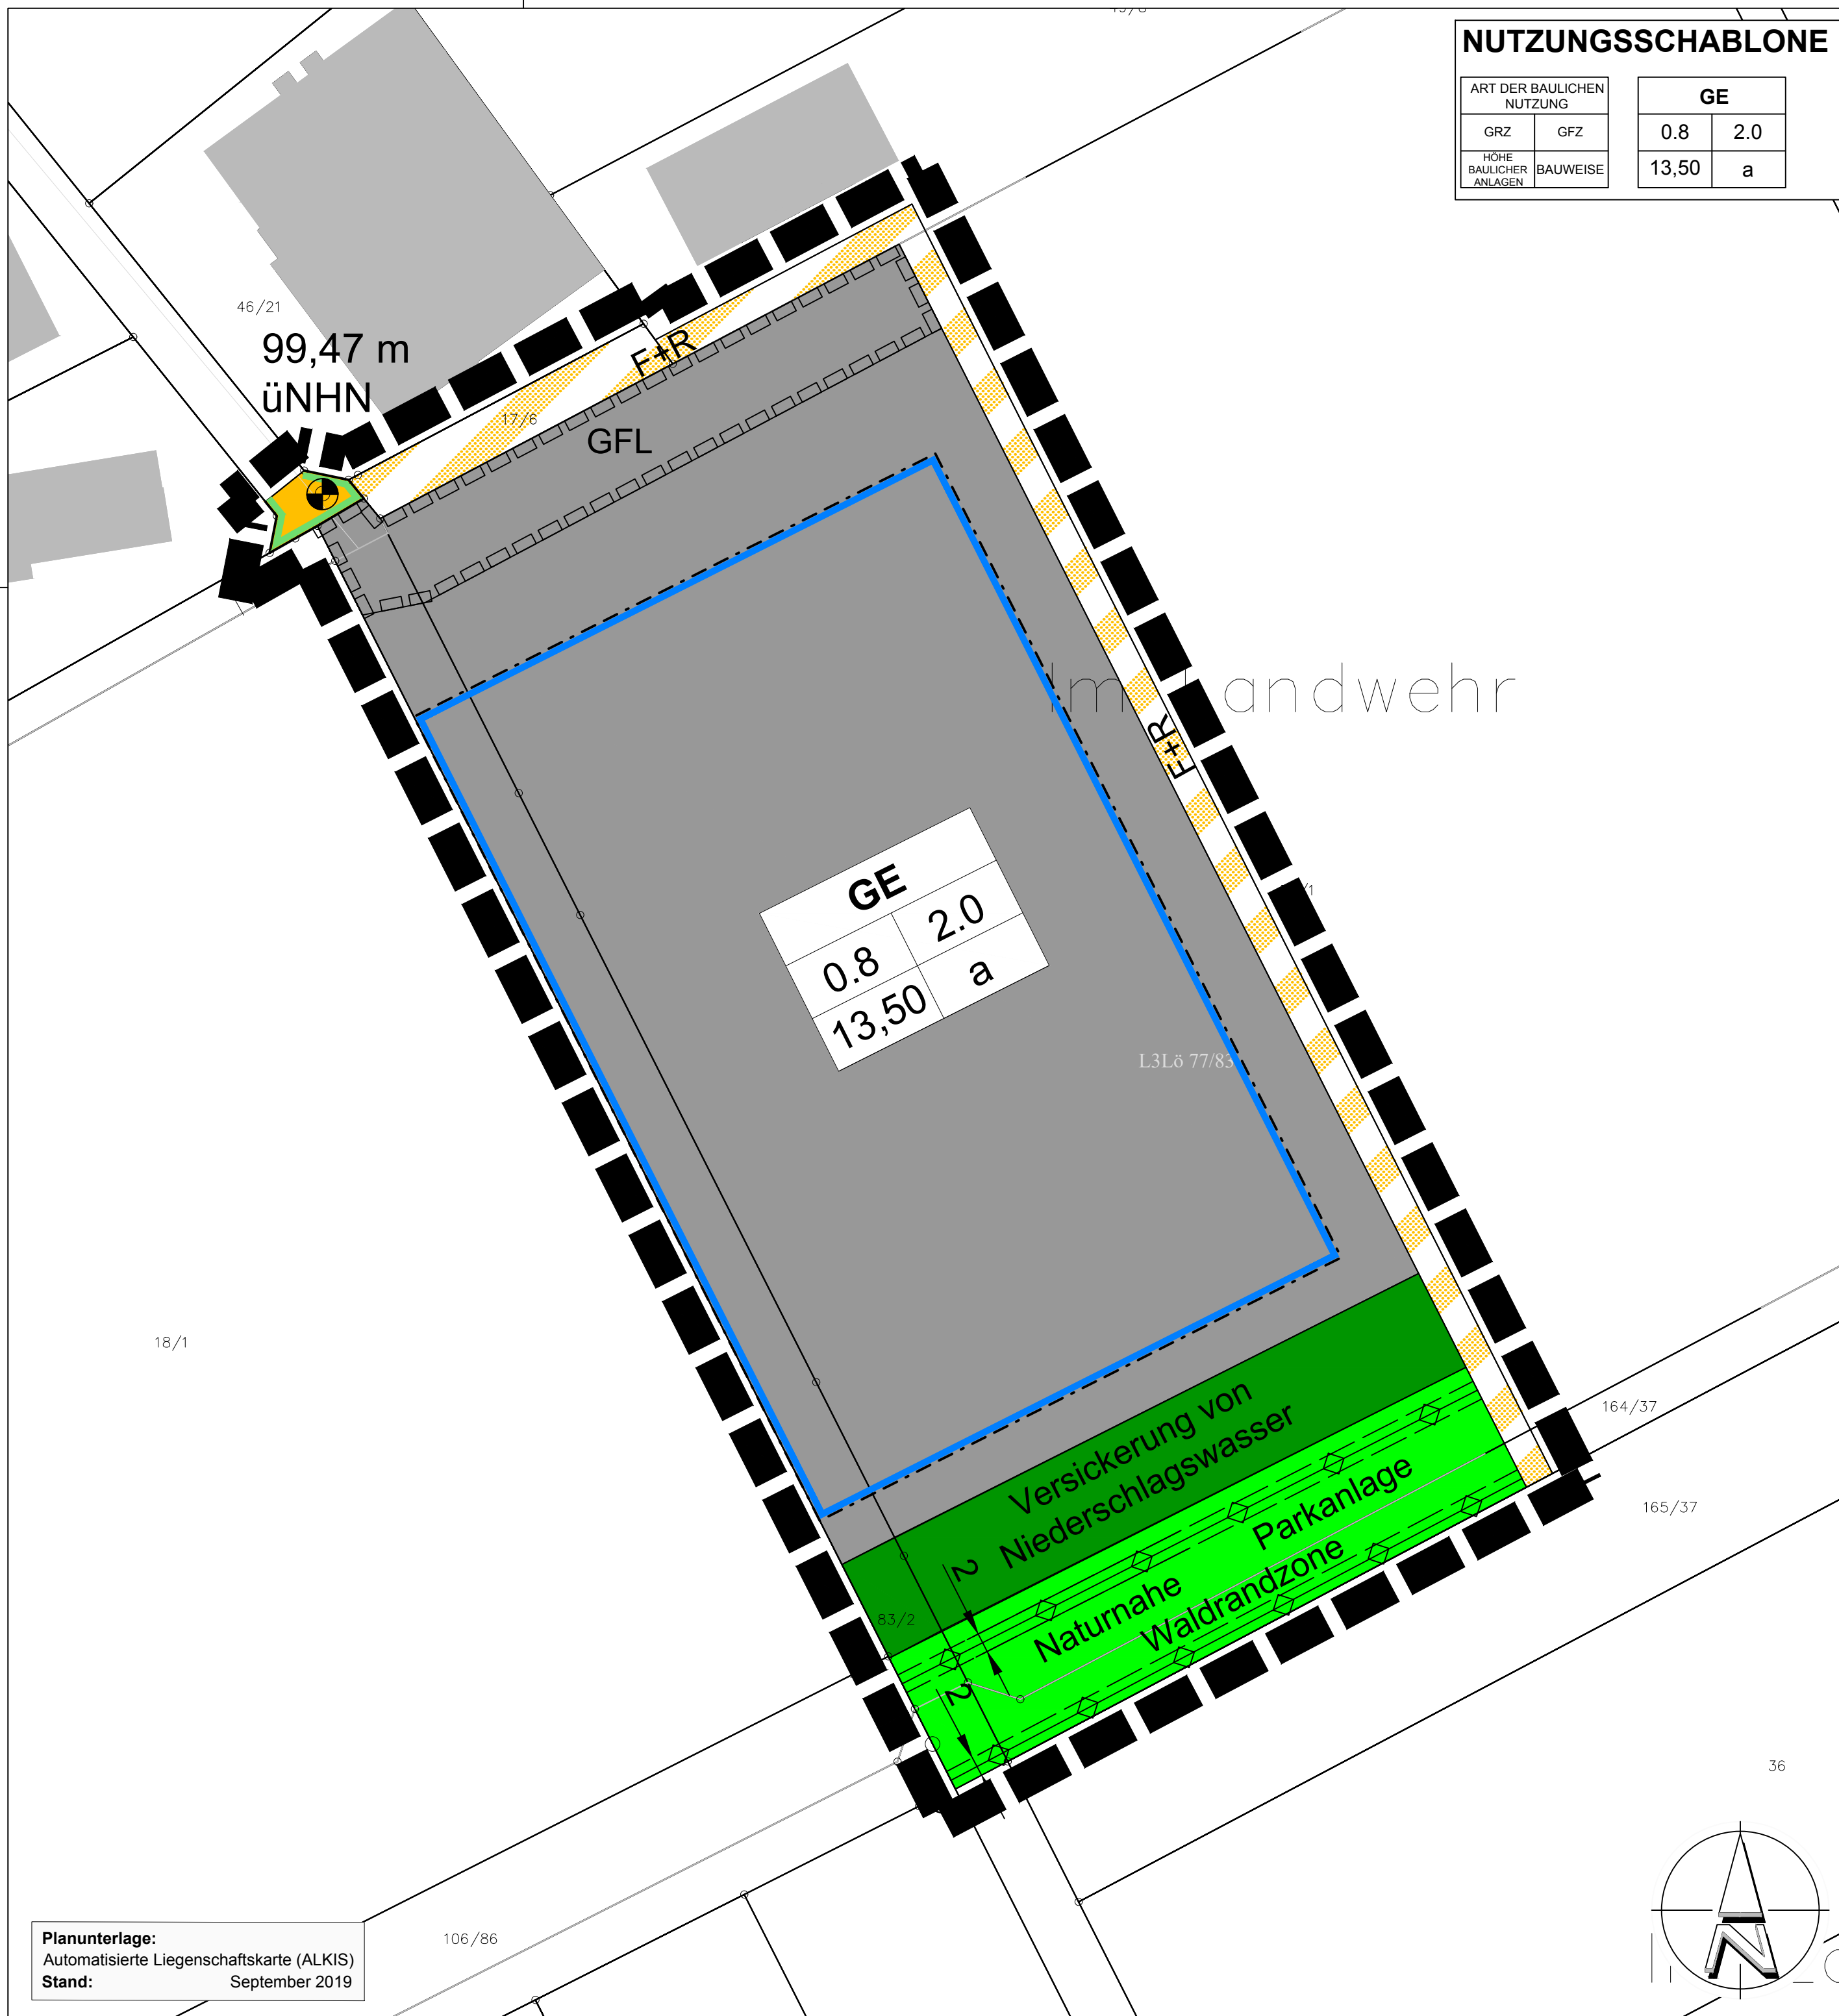 NUTZUNGSSCHABLONE
ART DER BAULICHEN
NUTZUNG
GRZ
GFZ
HÖHE
BAULICHER
ANLAGEN
BAUWEISE
GE
0.8
2.0
13,50
a
46/21
99,47 m
üNHN
17/6
F+R
GFL
F+R
GE
0.8
2.0
13,50
a
L3Lö 77/83
18/1
164/37
165/37
Versickerung von
Niederschlagswasser
2
Naturnahe Parkanlage
Waldrandzone
2
83/2
36
106/86
Planunterlage:
Automatisierte Liegenschaftskarte (ALKIS)
Stand: September 2019
N